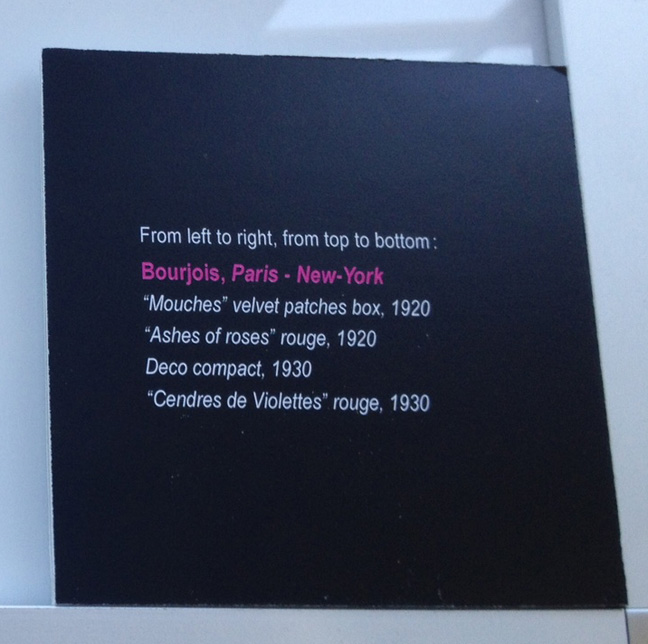 From left to right, from top to bottom :
Bourjois, Paris - New-York
“Mouches” velvet patches box, 1920
“Ashes of roses” rouge, 1920
Deco compact, 1930
“Cendres de Violettes” rouge, 1930